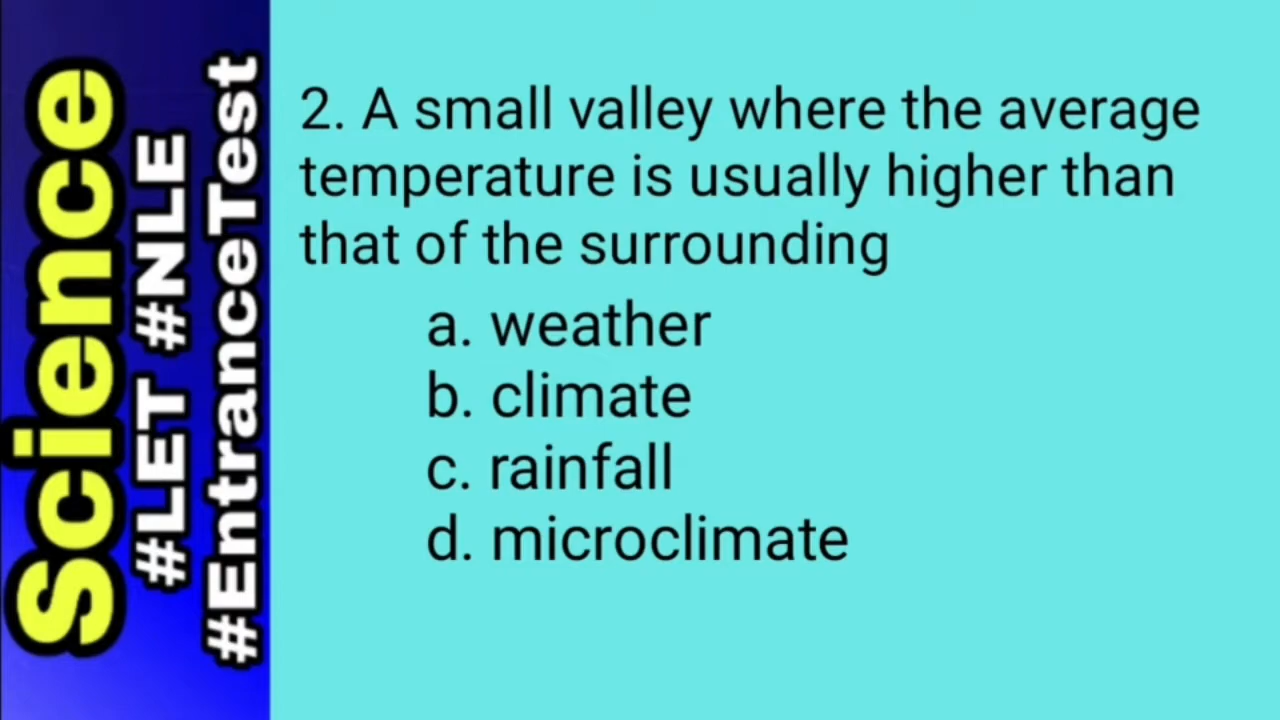 Science
#LET #NLE
#EntranceTest
2. A small valley where the average
temperature is usually higher than
that of the surrounding
a. weather
b. climate
c. rainfall
d. microclimate